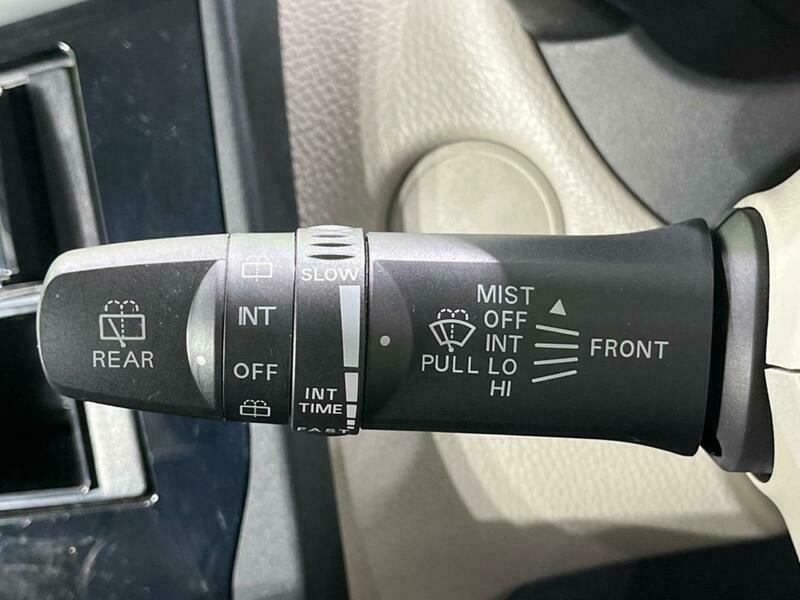 REAR
INT
OFF
SLOW
INT
TIME
FAST
MIST
OFF
INT
PULL LO
HI
FRONT